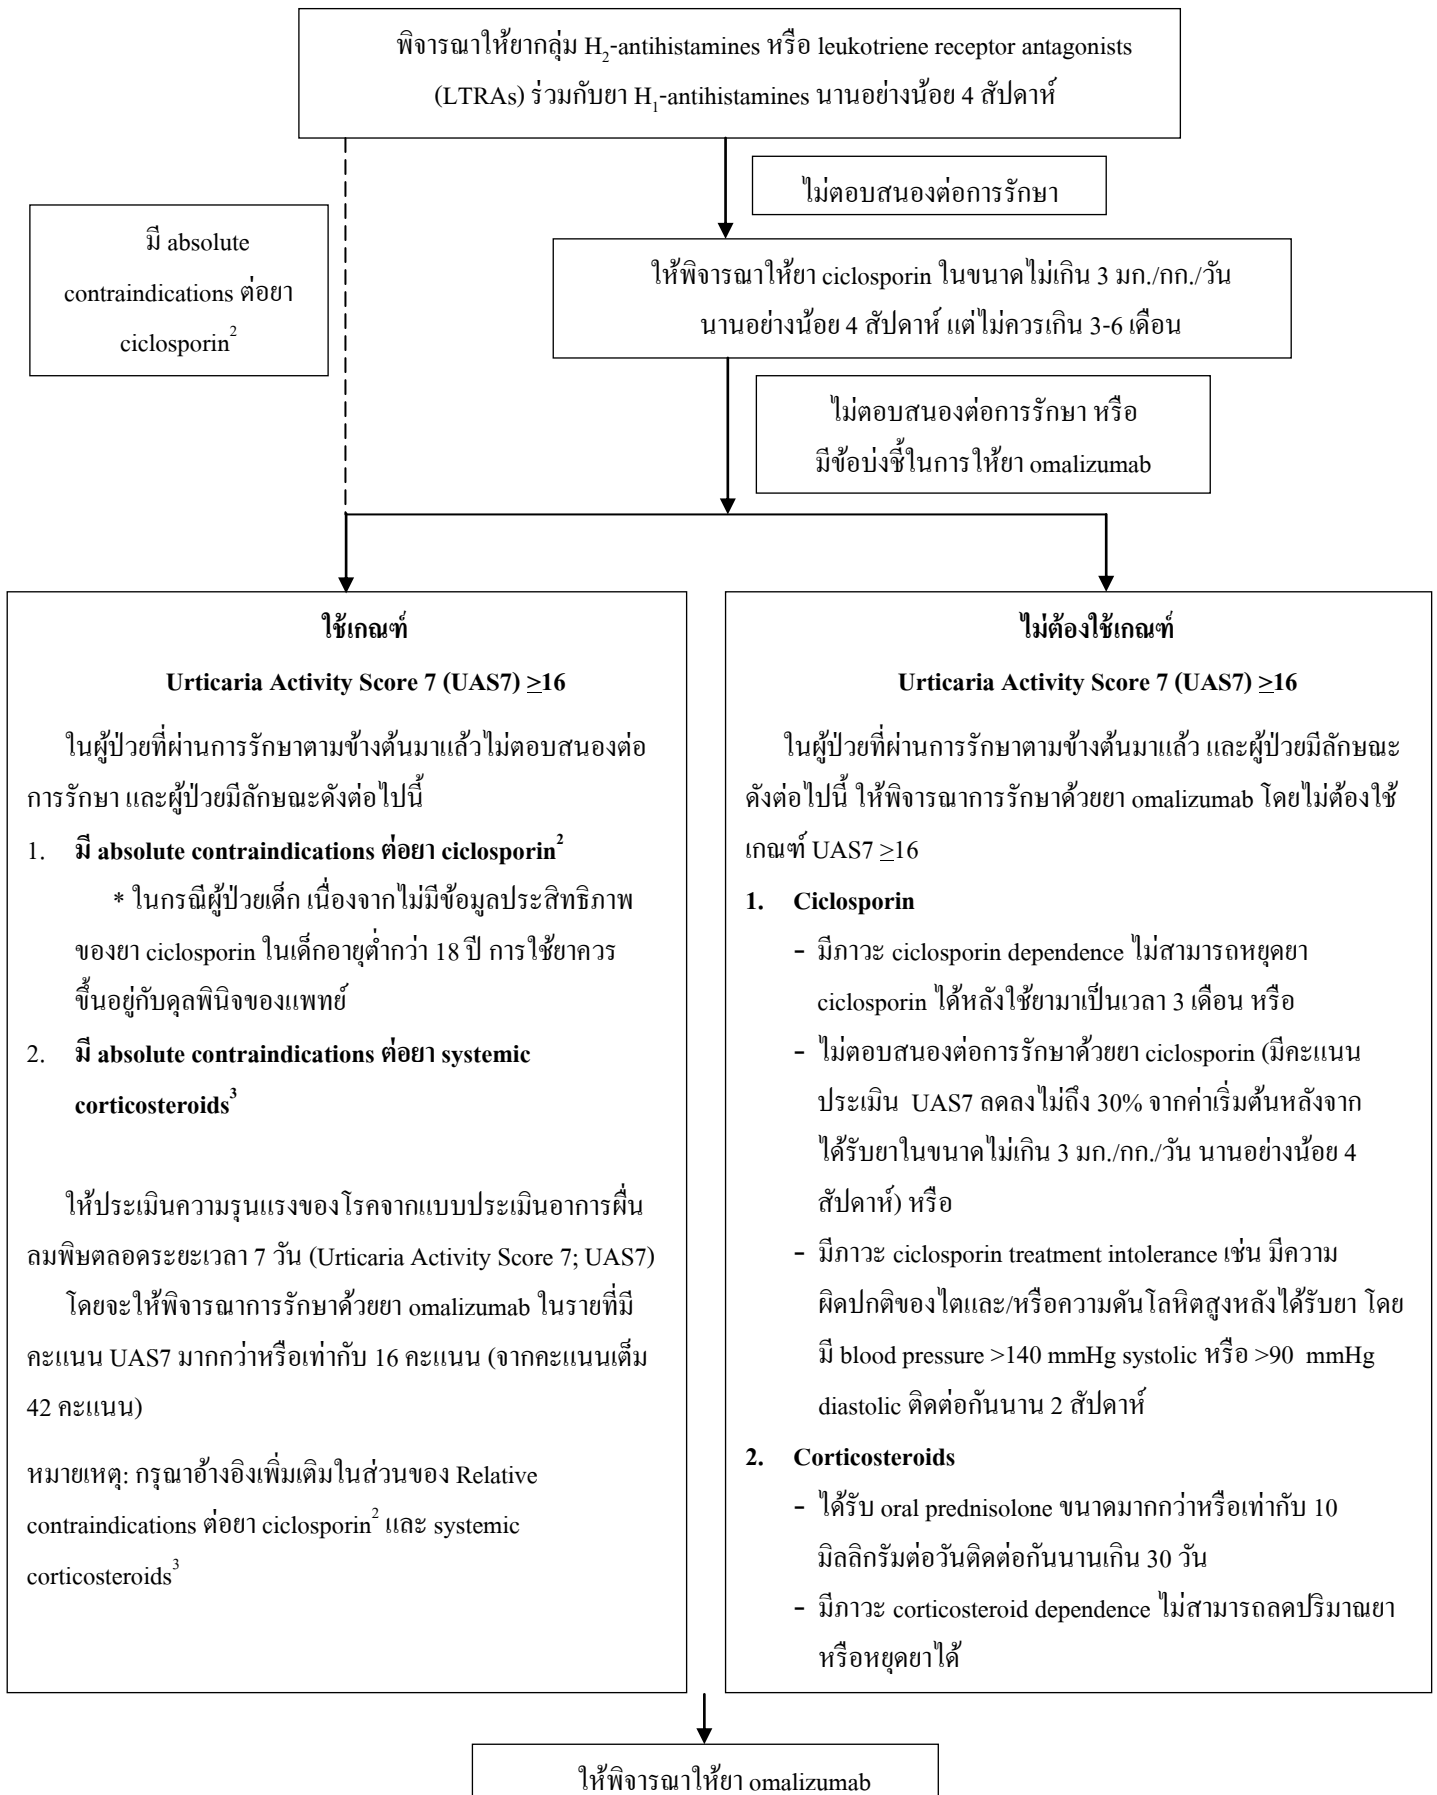 พิจารณาให้ยากลุ่ม H₂-antihistamines หรือ leukotriene receptor antagonists
(LTRAs) ร่วมกับยา H₁-antihistamines นานอย่างน้อย 4 สัปดาห์
ไม่ตอบสนองต่อการรักษา
มี absolute
contraindications ต่อยา
ciclosporin²
ให้พิจารณาให้ยา ciclosporin ในขนาดไม่เกิน 3 มก./กก./วัน
นานอย่างน้อย 4 สัปดาห์ แต่ไม่ควรเกิน 3-6 เดือน
ไม่ตอบสนองต่อการรักษา หรือ
มีข้อบ่งชี้ในการให้ยา omalizumab
ใช้เกณฑ์
Urticaria Activity Score 7 (UAS7) ≥16
ในผู้ป่วยที่ผ่านการรักษาตามข้างต้นมาแล้วไม่ตอบสนองต่อ
การรักษา และผู้ป่วยมีลักษณะดังต่อไปนี้
1. มี absolute contraindications ต่อยา ciclosporin²
* ในกรณีผู้ป่วยเด็ก เนื่องจากไม่มีข้อมูลประสิทธิภาพ
ของยา ciclosporin ในเด็กอายุต่ำกว่า 18 ปี การใช้ยาควร
ขึ้นอยู่กับดุลพินิจของแพทย์
2. มี absolute contraindications ต่อยา systemic
corticosteroids³
ให้ประเมินความรุนแรงของโรคจากแบบประเมินอาการผื่น
ลมพิษตลอดระยะเวลา 7 วัน (Urticaria Activity Score 7; UAS7)
โดยจะให้พิจารณาการรักษาด้วยยา omalizumab ในรายที่มี
คะแนน UAS7 มากกว่าหรือเท่ากับ 16 คะแนน (จากคะแนนเต็ม
42 คะแนน)
หมายเหตุ: กรุณาอ้างอิงเพิ่มเติมในส่วนของ Relative
contraindications ต่อยา ciclosporin² และ systemic
corticosteroids³
ไม่ต้องใช้เกณฑ์
Urticaria Activity Score 7 (UAS7) ≥16
ในผู้ป่วยที่ผ่านการรักษาตามข้างต้นมาแล้ว และผู้ป่วยมีลักษณะ
ดังต่อไปนี้ ให้พิจารณาการรักษาด้วยยา omalizumab โดยไม่ต้องใช้
เกณฑ์ UAS7 ≥16
1. Ciclosporin
- มีภาวะ ciclosporin dependence ไม่สามารถหยุดยา
ciclosporin ได้หลังใช้ยามาเป็นเวลา 3 เดือน หรือ
- ไม่ตอบสนองต่อการรักษาด้วยยา ciclosporin (มีคะแนน
ประเมิน UAS7 ลดลงไม่ถึง 30% จากค่าเริ่มต้นหลังจาก
ได้รับยาในขนาดไม่เกิน 3 มก./กก./วัน นานอย่างน้อย 4
สัปดาห์) หรือ
- มีภาวะ ciclosporin treatment intolerance เช่น มีความ
ผิดปกติของไตและ/หรือความดันโลหิตสูงหลังได้รับยา โดย
มี blood pressure >140 mmHg systolic หรือ >90 mmHg
diastolic ติดต่อกันนาน 2 สัปดาห์
2. Corticosteroids
- ได้รับ oral prednisolone ขนาดมากกว่าหรือเท่ากับ 10
มิลลิกรัมต่อวันติดต่อกันนานเกิน 30 วัน
- มีภาวะ corticosteroid dependence ไม่สามารถลดปริมาณยา
หรือหยุดยาได้
ให้พิจารณาให้ยา omalizumab